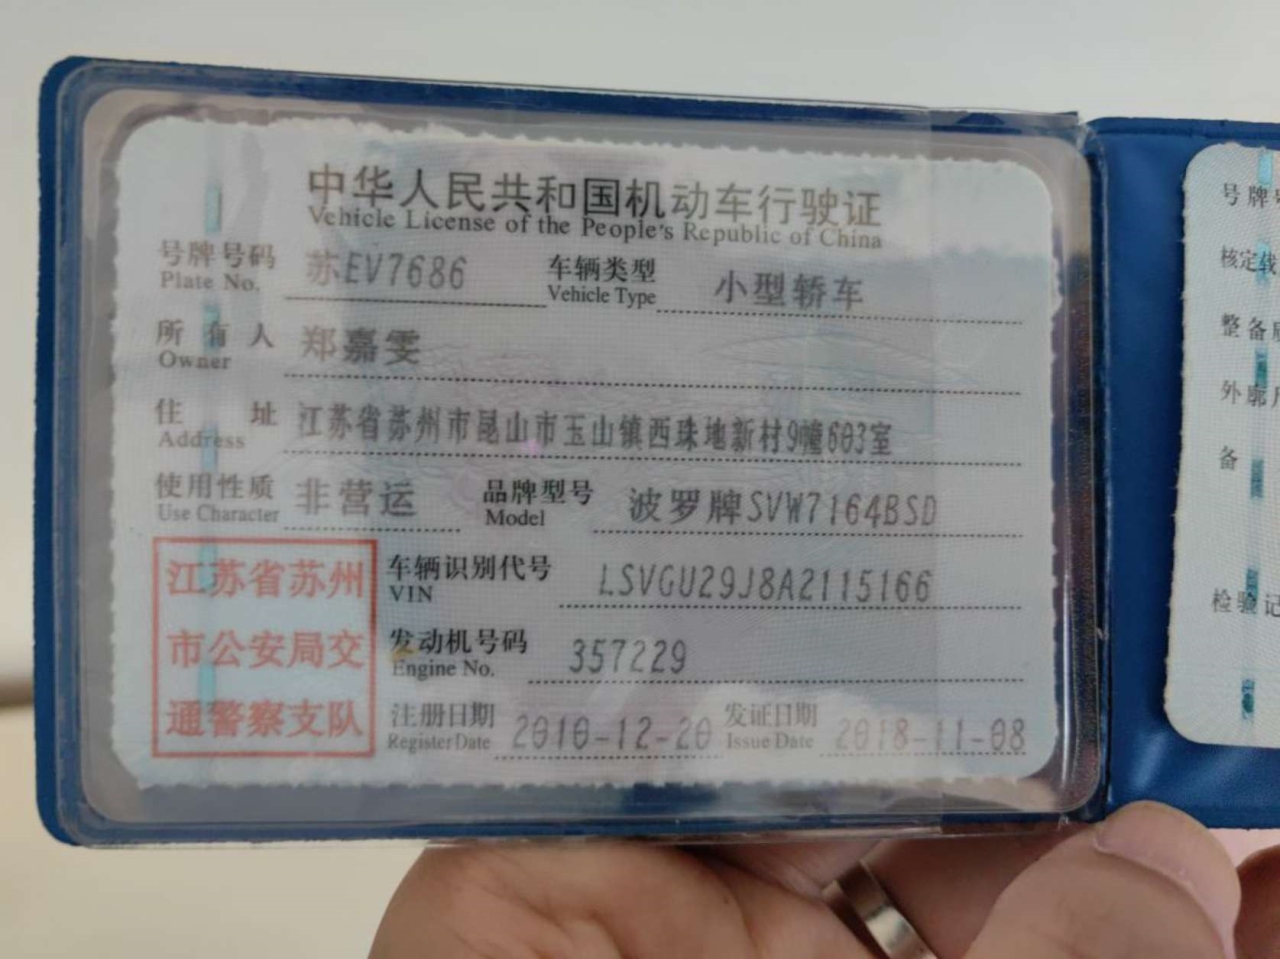 中华人民共和国机动车行驶证
Vehicle License of the People's Republic of China
号牌号码 苏EV7686 车辆类型 小型轿车
Plate No. Vehicle Type
所有人 郑嘉雯
Owner
住址 江苏省苏州市昆山市玉山镇西珠地新村9幢603室
Address
使用性质 非营运 品牌型号 波罗牌SVW7164BSD
Use Character Model
江苏省苏州
市公安局交
通警察支队
车辆识别代号 LSVGU29J8A2115166
VIN
发动机号码 357229
Engine No.
注册日期 2010-12-20 发证日期 2018-11-08
Register Date Issue Date
号牌号
核定载
整备质
外廓尺
备
检验记